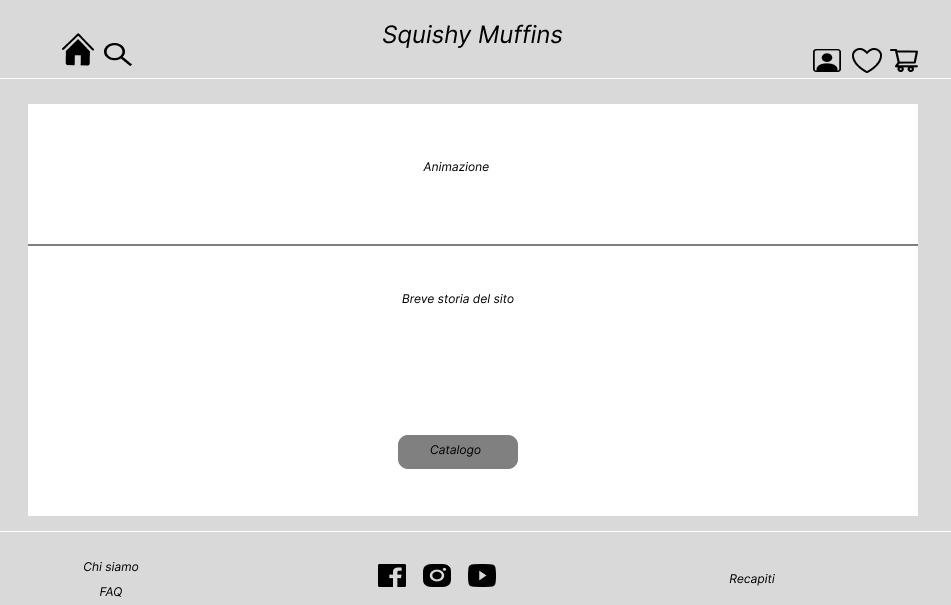 Squishy Muffins
Animazione
Breve storia del sito
Catalogo
Chi siamo
FAQ
Recapiti